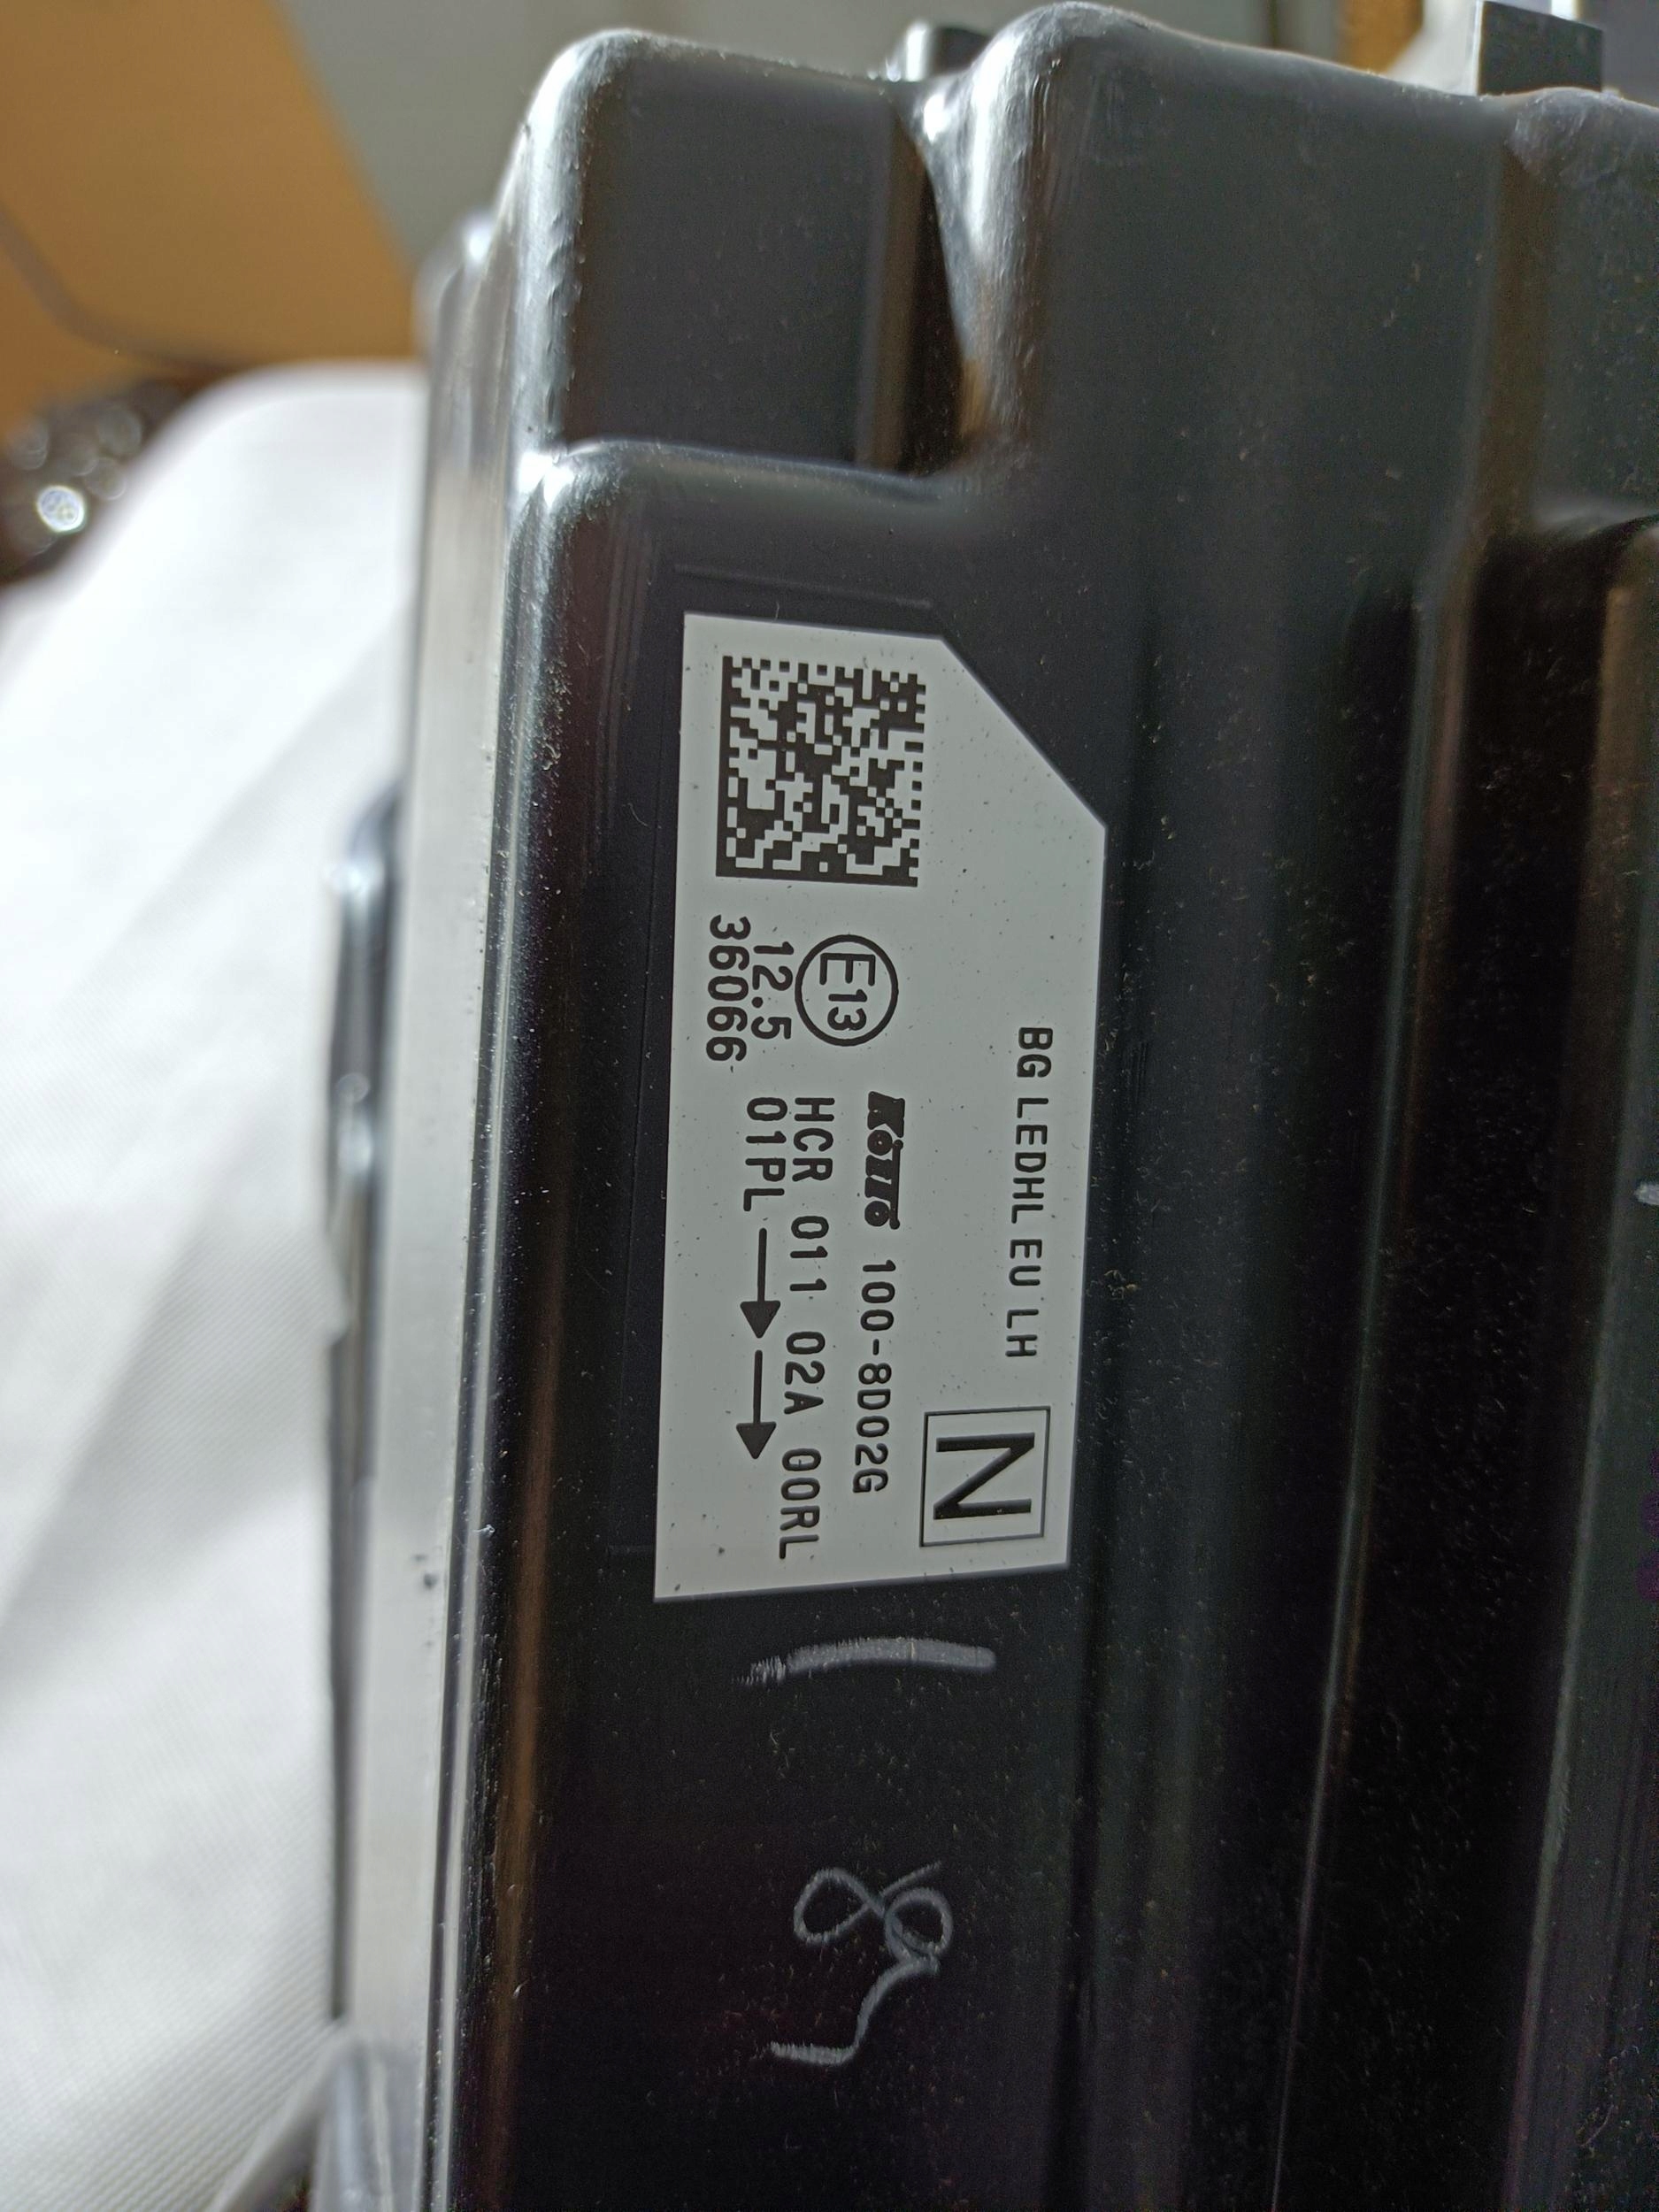 BG LEDHL EU LH
N
KOITO 100-8D02G
E13
HCR 011 02A 00RL
12.5
01PL →→
36066